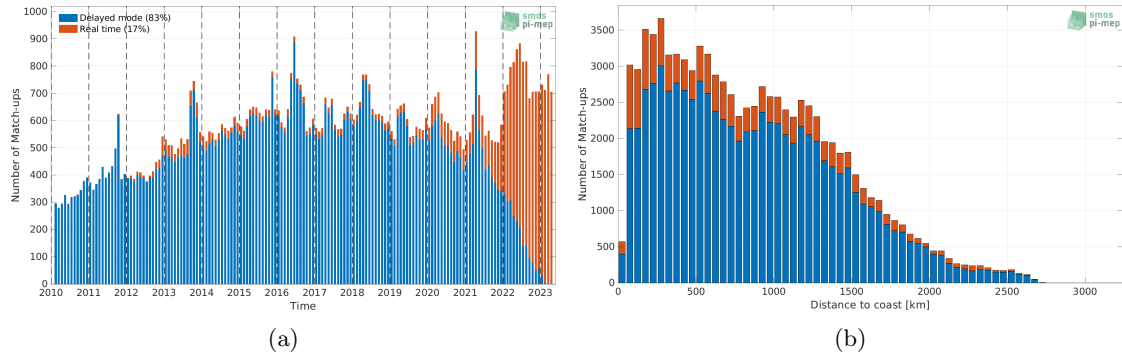 1000
900
800
700
600
500
400
300
200
100
0
Number of Match-ups
Delayed mode (83%)
Real time (17%)
smos
pi-mep
2010 2011 2012 2013 2014 2015 2016 2017 2018 2019 2020 2021 2022 2023
Time
(a)
3500
3000
2500
2000
1500
1000
500
0
Number of Match-ups
smos
pi-mep
0 500 1000 1500 2000 2500 3000
Distance to coast [km]
(b)